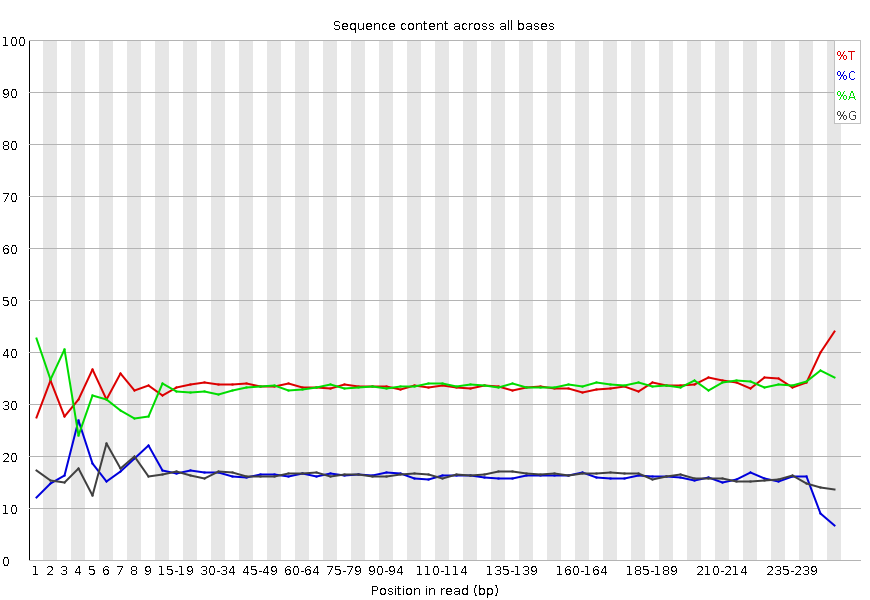 Sequence content across all bases
100
90
80
70
60
50
40
30
20
10
0
%T
%C
%A
%G
1 2 3 4 5 6 7 8 9 15-19 30-34 45-49 60-64 75-79 90-94 110-114 135-139 160-164 185-189 210-214 235-239
Position in read (bp)